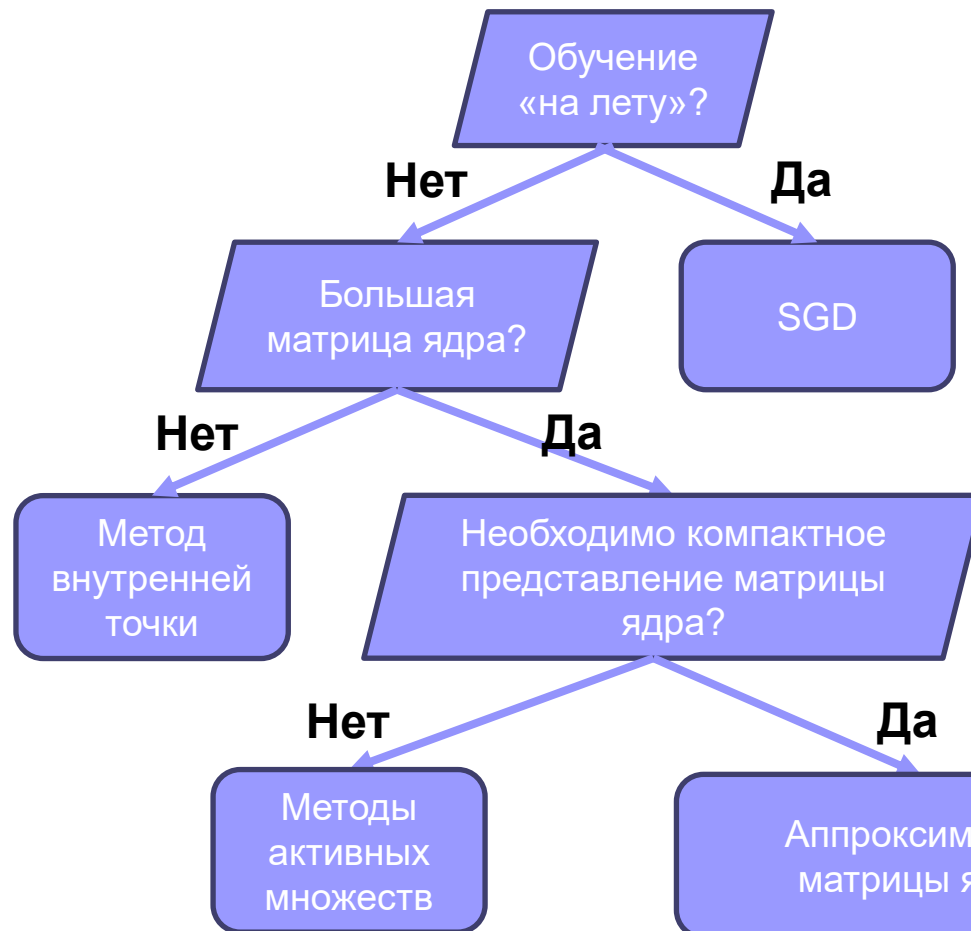 Обучение
«на лету»?
Нет
Да
Большая
матрица ядра?
SGD
Нет
Да
Метод
внутренней
точки
Необходимо компактное
представление матрицы
ядра?
Нет
Да
Методы
активных
множеств
матрицы